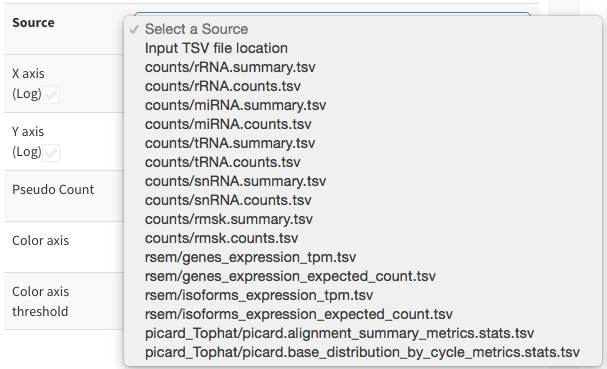 Source
✓ Select a Source
Input TSV file location
counts/rRNA.summary.tsv
X axis
(Log)
counts/rRNA.counts.tsv
counts/miRNA.summary.tsv
counts/miRNA.counts.tsv
Y axis
(Log)
counts/tRNA.summary.tsv
counts/tRNA.counts.tsv
counts/snRNA.summary.tsv
Pseudo Count
counts/snRNA.counts.tsv
counts/rmsk.summary.tsv
counts/rmsk.counts.tsv
Color axis
rsem/genes_expression_tpm.tsv
rsem/genes_expression_expected_count.tsv
rsem/isoforms_expression_tpm.tsv
Color axis
threshold
rsem/isoforms_expression_expected_count.tsv
picard_Tophat/picard.alignment_summary_metrics.stats.tsv
picard_Tophat/picard.base_distribution_by_cycle_metrics.stats.tsv